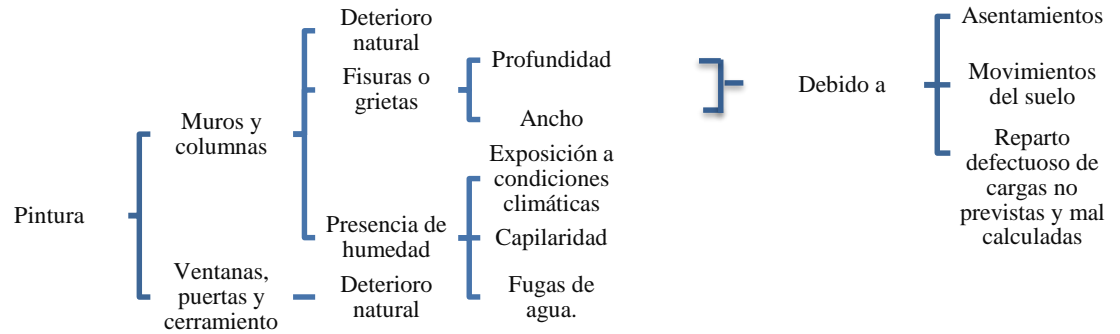 Pintura
Muros y
columnas
Deterioro
natural
Fisuras o
grietas
Profundidad
Ancho
Debido a
Asentamientos
Movimientos
del suelo
Reparto
defectuoso de
cargas no
previstas y mal
calculadas
Presencia de
humedad
Exposición a
condiciones
climáticas
Capilaridad
Fugas de
agua.
Ventanas,
puertas y
cerramiento
Deterioro
natural